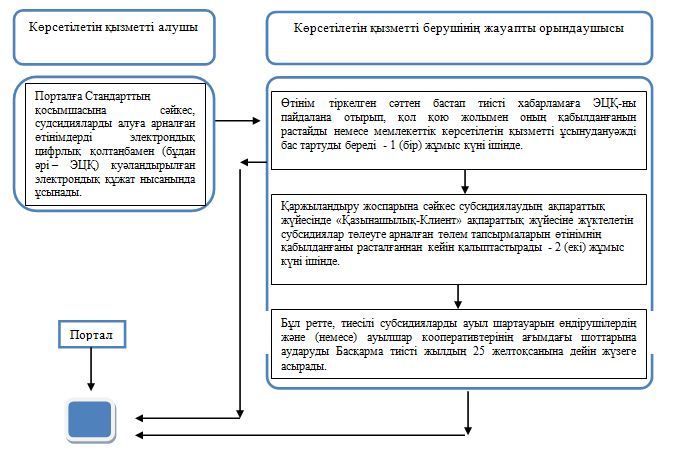 Көрсетілетін қызметті алушы
Көрсетілетін қызметті берушінің жауапты орындаушысы
Порталға Стандарттың
қосымшасына сәйкес,
судсидияларды алуға арналған
өтінімдерді электрондық
цифрлық қолтаңбамен (бұдан
әрі – ЭЦҚ) куәландырылған
электрондық құжат нысанында
ұсынады.
Өтінім тіркелген сәттен бастап тиісті хабарламаға ЭЦҚ-ны
пайдалана отырып, қол қою жолымен оның қабылданғанын
растайды немесе мемлекеттік көрсетілетін қызметті ұсынудануәжді
бас тартуды береді - 1 (бір) жұмыс күні ішінде.
Қаржыландыру жоспарына сәйкес субсидиялаудың ақпараттық
жүйесінде «Қазынашылық-Клиент» ақпараттық жүйесіне жүктелетін
субсидиялар төлеуге арналған төлем тапсырмаларын өтінімнің
қабылданғаны расталғаннан кейін қалыптастырады - 2 (екі) жұмыс
күні ішінде.
Бұл ретте, тиесілі субсидияларды ауыл шартауарын өндірушілердің
және (немесе) ауылшар кооперативтерінің ағымдағы шоттарына
аударуды Басқарма тиісті жылдың 25 желтоқсанына дейін жүзеге
асырады.
Портал